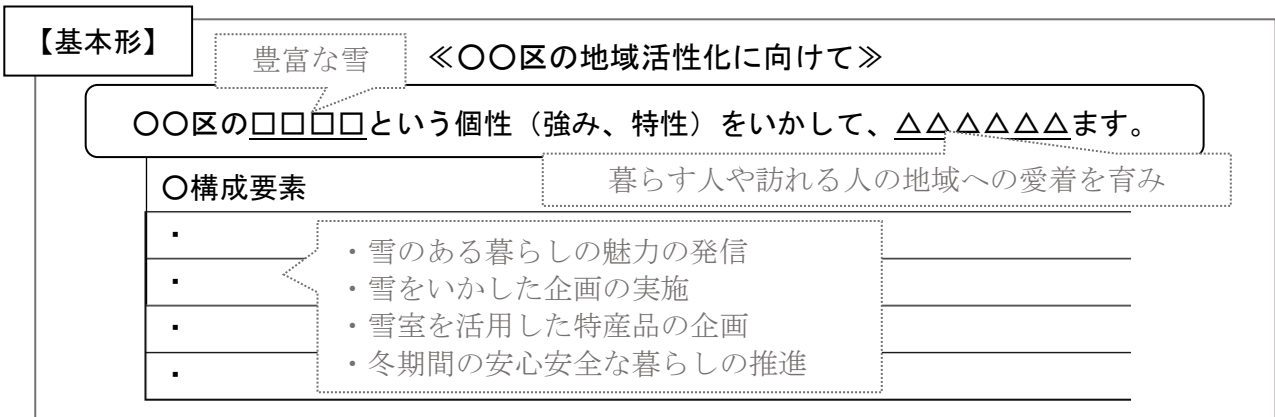 【基本形】
豊富な雪
≪〇〇区の地域活性化に向けて≫
〇〇区の□□□□という個性（強み、特性）をいかして、△△△△△△ます。
暮らす人や訪れる人の地域への愛着を育み
〇構成要素
・
・
・
・
・雪のある暮らしの魅力の発信
・雪をいかした企画の実施
・雪室を活用した特産品の企画
・冬期間の安心安全な暮らしの推進